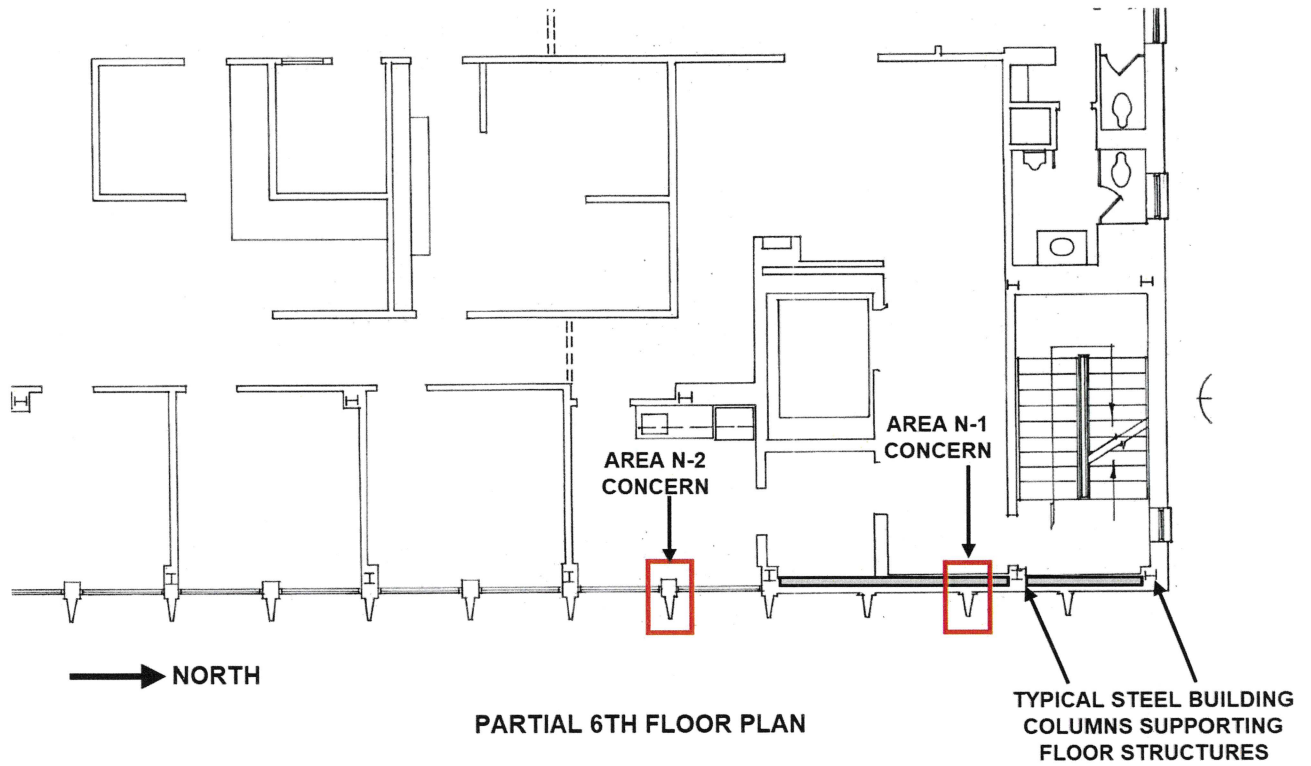 AREA N-1
CONCERN
AREA N-2
CONCERN
NORTH
PARTIAL 6TH FLOOR PLAN
TYPICAL STEEL BUILDING
COLUMNS SUPPORTING
FLOOR STRUCTURES